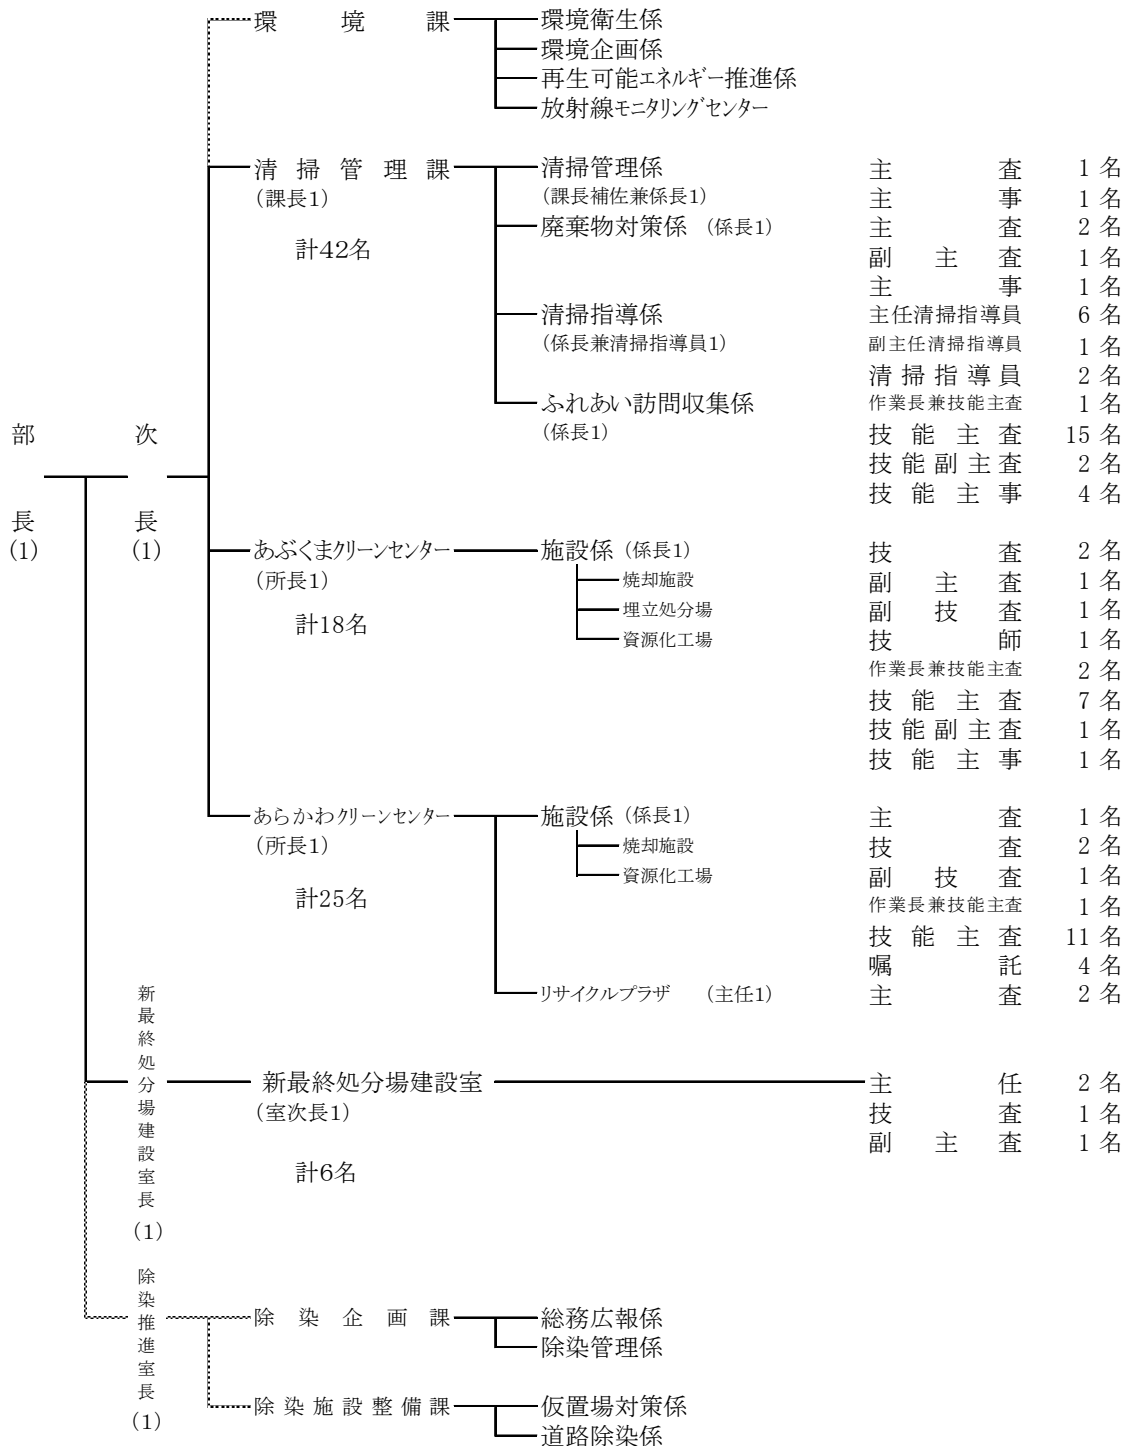 環境課
環境衛生係
環境企画係
再生可能エネルギー推進係
放射線モニタリングセンター
清掃管理課
(課長1)
計42名
清掃管理係
(課長補佐兼係長1)
主査 1名
主事 1名
廃棄物対策係 (係長1)
主査 2名
副主査 1名
主事 1名
清掃指導係
(係長兼清掃指導員1)
主任清掃指導員 6名
副主任清掃指導員 1名
清掃指導員 2名
ふれあい訪問収集係
(係長1)
作業長兼技能主査 1名
技能主査 15名
技能副主査 2名
技能主事 4名
部長
(1)
次長
(1)
あぶくまクリーンセンター
(所長1)
計18名
施設係 (係長1)
焼却施設
埋立処分場
資源化工場
技査 2名
副主査 1名
副技査 1名
技師 1名
作業長兼技能主査 2名
技能主査 7名
技能副主査 1名
技能主事 1名
あらかわクリーンセンター
(所長1)
計25名
施設係 (係長1)
焼却施設
資源化工場
主査 1名
技査 2名
副技査 1名
作業長兼技能主査 1名
技能主査 11名
嘱託 4名
リサイクルプラザ (主任1)
主査 2名
新最終処分場建設室長
(1)
新最終処分場建設室
(室次長1)
計6名
主任 2名
技査 1名
副主査 1名
除染推進室長
(1)
除染企画課
総務広報係
除染管理係
除染施設整備課
仮置場対策係
道路除染係